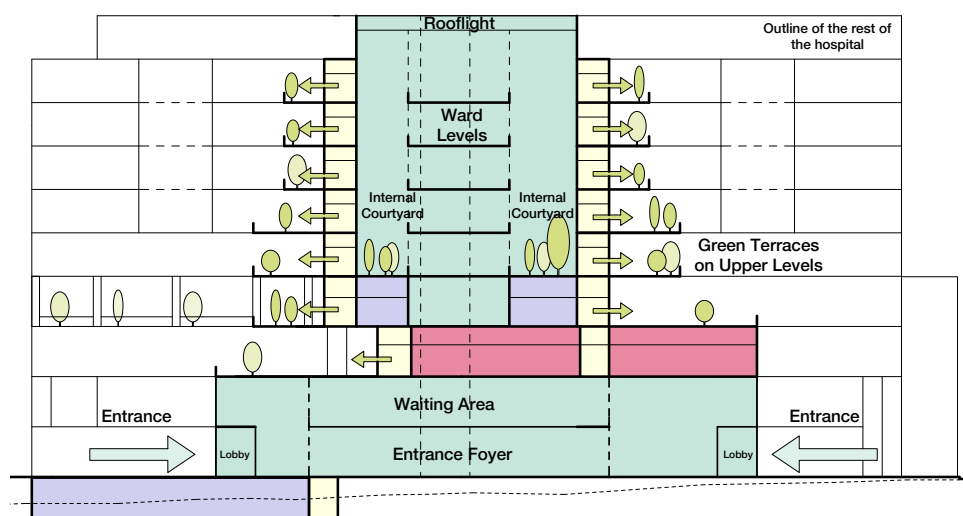 Rooflight
Outline of the rest of
the hospital
Ward
Levels
Internal
Courtyard
Internal
Courtyard
Green Terraces
on Upper Levels
Waiting Area
Entrance
Entrance
Lobby
Entrance Foyer
Lobby